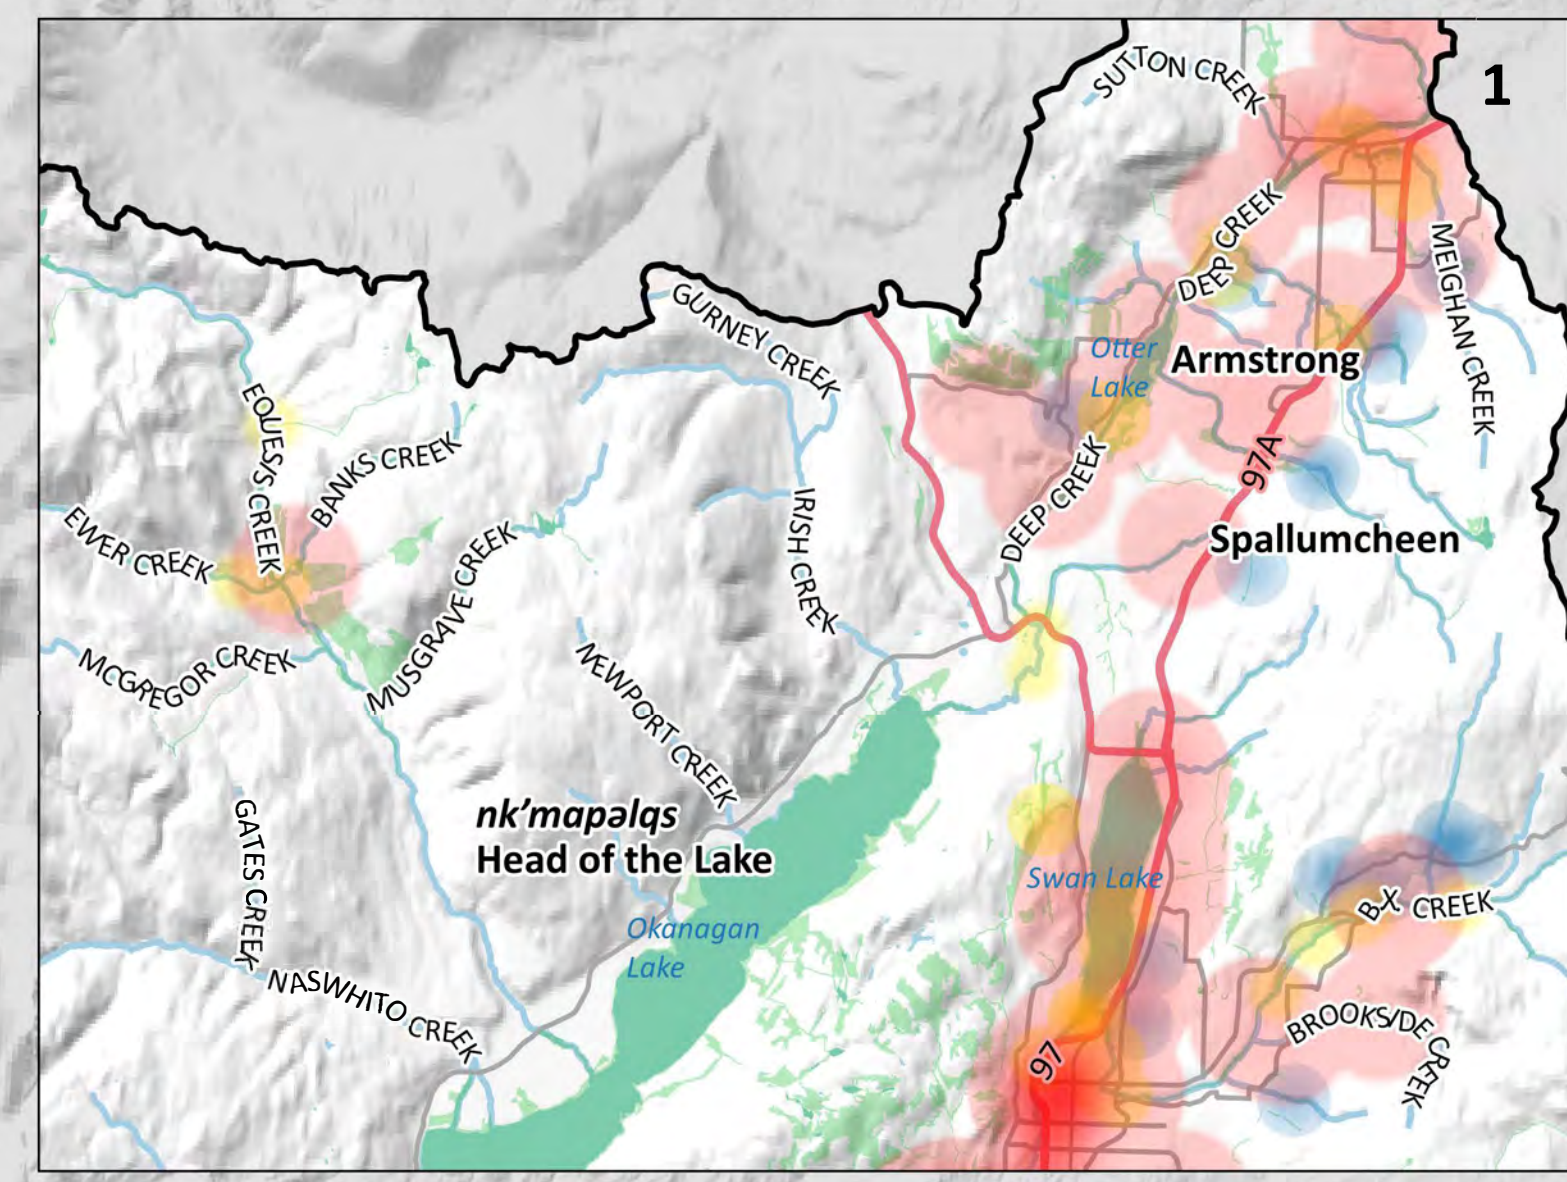 1
SUTTON CREEK
DEEP CREEK
MEIGHAN CREEK
GURNEY CREEK
Otter
Lake
Armstrong
EQUESIS CREEK
BANKS CREEK
97A
DEEP CREEK
IRISH CREEK
EWER CREEK
MUSGRAVE CREEK
Spallumcheen
MCGREGOR CREEK
NEWPORT CREEK
GATES CREEK
nk'mapəlqs
Head of the Lake
Swan Lake
BX CREEK
Okanagan
Lake
NASWHITO CREEK
97
BROOKSIDE CREEK